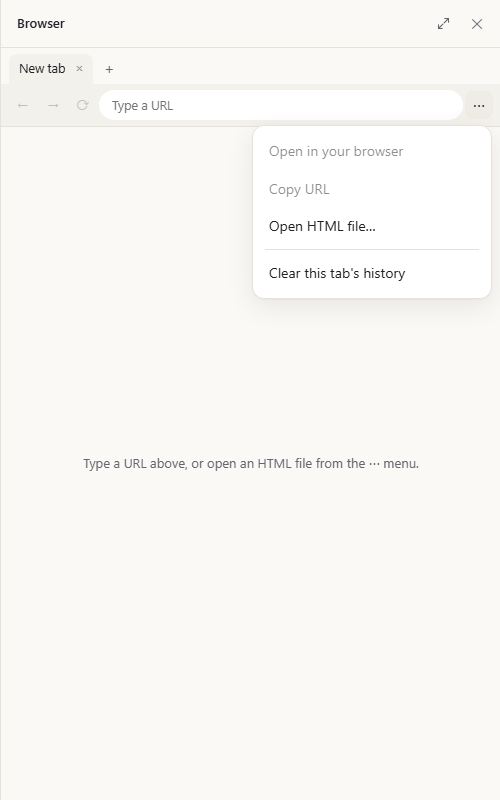 Browser
New tab
Type a URL
Open in your browser
Copy URL
Open HTML file...
Clear this tab's history
Type a URL above, or open an HTML file from the ··· menu.